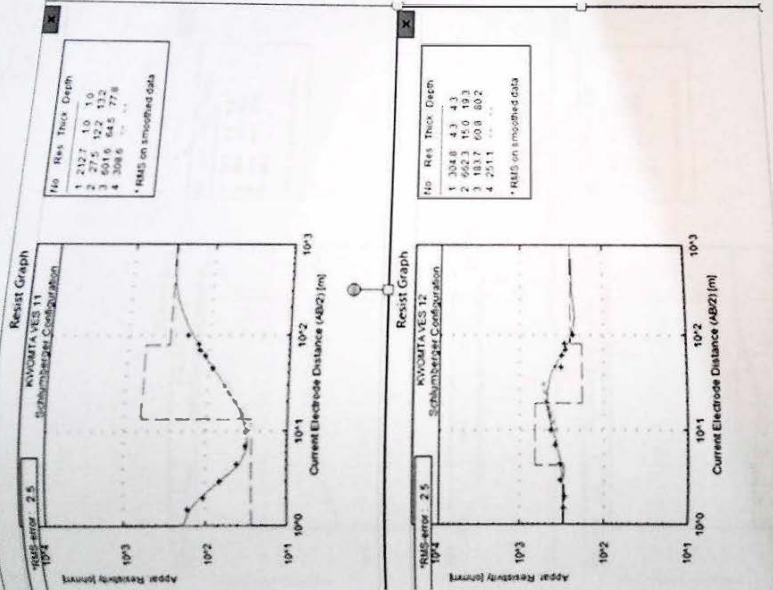 Resist Graph
*RMS-error: 2.5
KWOMTA VES 11
Schlumberger Configuration
10^4
10^3
10^2
10^1
Appar. Resistivity [ohmm]
10^0
10^1
10^2
10^3
Current Electrode Distance (AB/2) [m]
No Res Thick Depth
1 212.7 1.0 1.0
2 27.5 12.2 13.2
3 601.6 64.5 77.8
4 308.6 -.- -.-
* RMS on smoothed data
x
Resist Graph
*RMS-error: 2.5
KWOMTA VES 12
Schlumberger Configuration
10^4
10^3
10^2
10^1
Appar. Resistivity [ohmm]
10^0
10^1
10^2
10^3
Current Electrode Distance (AB/2) [m]
No Res Thick Depth
1 304.8 4.3 4.3
2 662.3 15.0 19.3
3 183.7 60.8 80.2
4 251.1 -.- -.-
* RMS on smoothed data
x